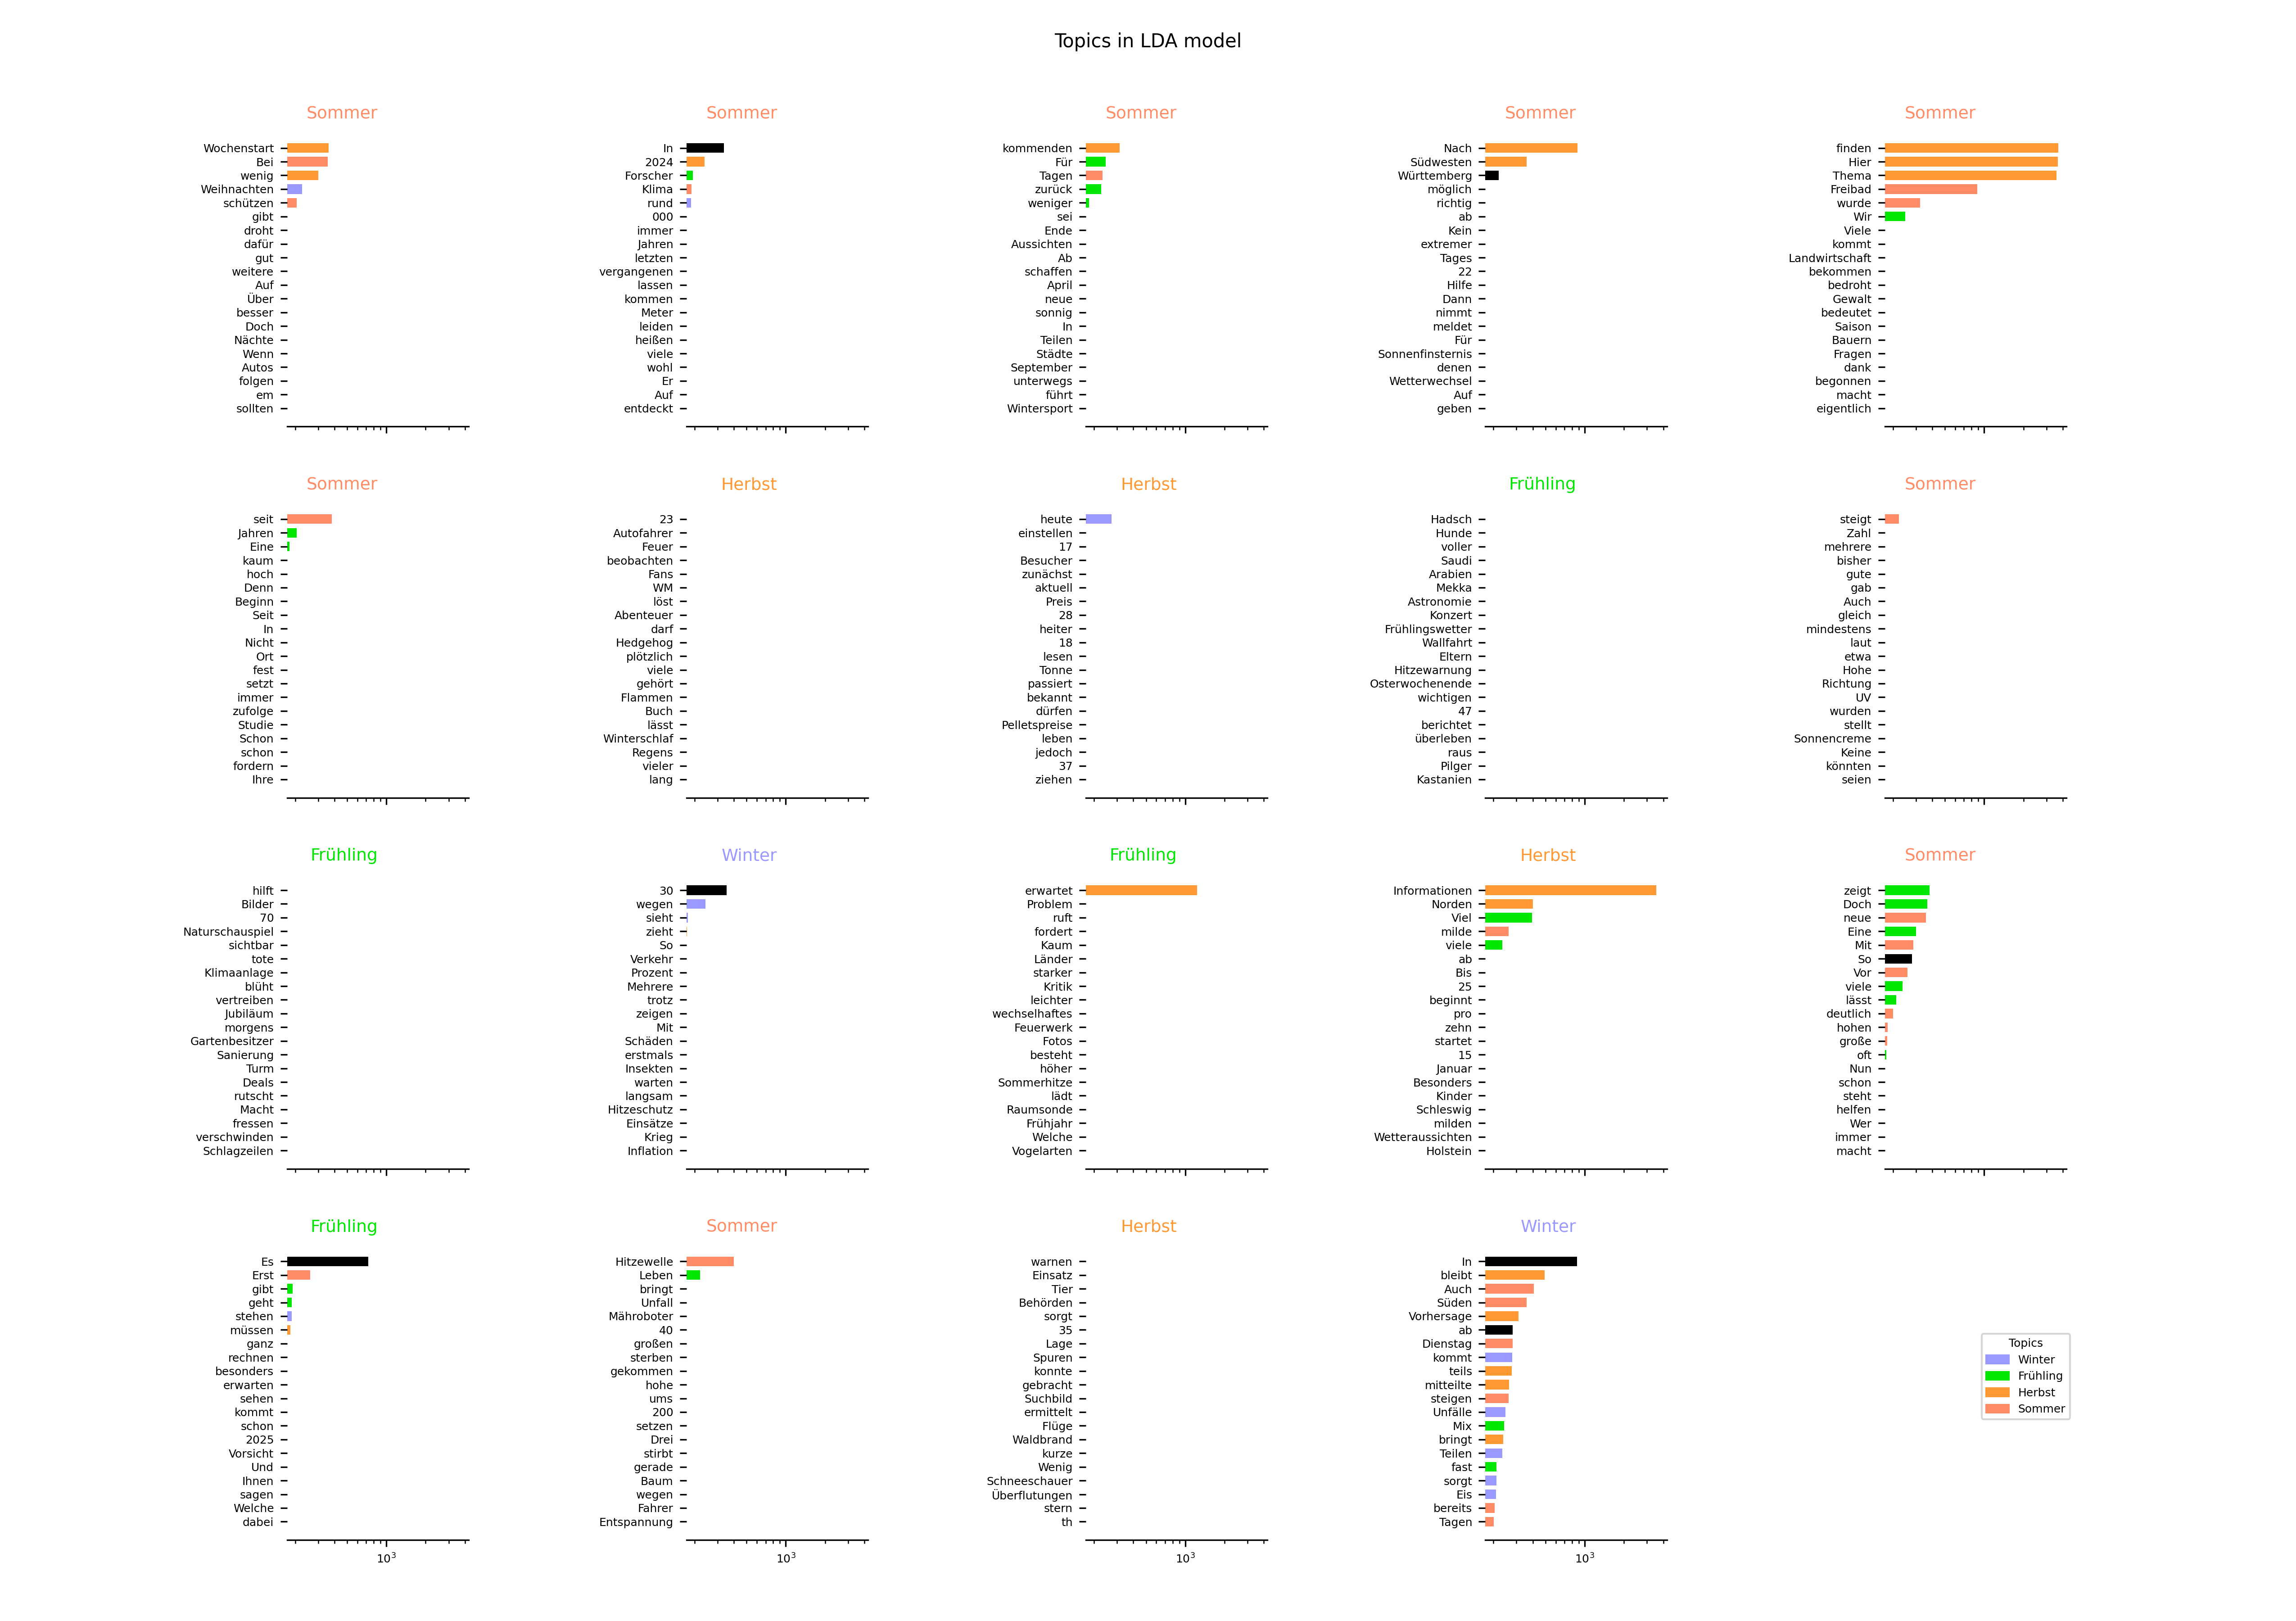 Topics in LDA model
Sommer
Wochenstart
Bei
wenig
Weihnachten
schützen
gibt
droht
dafür
gut
weitere
Auf
Über
besser
Doch
Nächte
Wenn
Autos
folgen
em
sollten
Sommer
In
2024
Forscher
Klima
rund
000
immer
Jahren
letzten
vergangenen
lassen
kommen
Meter
leiden
heißen
viele
wohl
Er
Auf
entdeckt
Sommer
kommenden
Für
Tagen
zurück
weniger
sei
Ende
Aussichten
Ab
schaffen
April
neue
sonnig
In
Teilen
Städte
September
unterwegs
führt
Wintersport
Sommer
Nach
Südwesten
Württemberg
möglich
richtig
ab
Kein
extremer
Tages
22
Hilfe
Dann
nimmt
meldet
Für
Sonnenfinsternis
denen
Wetterwechsel
Auf
geben
Sommer
finden
Hier
Thema
Freibad
wurde
Wir
Viele
kommt
Landwirtschaft
bekommen
bedroht
Gewalt
bedeutet
Saison
Bauern
Fragen
dank
begonnen
macht
eigentlich
Sommer
seit
Jahren
Eine
kaum
hoch
Denn
Beginn
Seit
In
Nicht
Ort
fest
setzt
immer
zufolge
Studie
Schon
schon
fordern
Ihre
Herbst
23
Autofahrer
Feuer
beobachten
Fans
WM
löst
Abenteuer
darf
Hedgehog
plötzlich
viele
gehört
Flammen
Buch
lässt
Winterschlaf
Regens
vieler
lang
Herbst
heute
einstellen
17
Besucher
zunächst
aktuell
Preis
28
heiter
18
lesen
Tonne
passiert
bekannt
dürfen
Pelletspreise
leben
jedoch
37
ziehen
Frühling
Hadsch
Hunde
voller
Saudi
Arabien
Mekka
Astronomie
Konzert
Frühlingswetter
Wallfahrt
Eltern
Hitzewarnung
Osterwochenende
wichtigen
47
berichtet
überleben
raus
Pilger
Kastanien
Sommer
steigt
Zahl
mehrere
bisher
gute
gab
Auch
gleich
mindestens
laut
etwa
Hohe
Richtung
UV
wurden
stellt
Sonnencreme
Keine
könnten
seien
Frühling
hilft
Bilder
70
Naturschauspiel
sichtbar
tote
Klimaanlage
blüht
vertreiben
Jubiläum
morgens
Gartenbesitzer
Sanierung
Turm
Deals
rutscht
Macht
fressen
verschwinden
Schlagzeilen
Winter
30
wegen
sieht
zieht
So
Verkehr
Prozent
Mehrere
trotz
zeigen
Mit
Schäden
erstmals
Insekten
warten
langsam
Hitzeschutz
Einsätze
Krieg
Inflation
Frühling
erwartet
Problem
ruft
fordert
Kaum
Länder
starker
Kritik
leichter
wechselhaftes
Feuerwerk
Fotos
besteht
höher
Sommerhitze
lädt
Raumsonde
Frühjahr
Welche
Vogelarten
Herbst
Informationen
Norden
Viel
milde
viele
ab
Bis
25
beginnt
pro
zehn
startet
15
Januar
Besonders
Kinder
Schleswig
milden
Wetteraussichten
Holstein
Sommer
zeigt
Doch
neue
Eine
Mit
So
Vor
viele
lässt
deutlich
hohen
große
oft
Nun
schon
steht
helfen
Wer
immer
macht
Frühling
Es
Erst
gibt
geht
stehen
müssen
ganz
rechnen
besonders
erwarten
sehen
kommt
schon
2025
Vorsicht
Und
Ihnen
sagen
Welche
dabei
10³
Sommer
Hitzewelle
Leben
bringt
Unfall
Mähroboter
40
großen
sterben
gekommen
hohe
ums
200
setzen
Drei
stirbt
gerade
Baum
wegen
Fahrer
Entspannung
10³
Herbst
warnen
Einsatz
Tier
Behörden
sorgt
35
Lage
Spuren
konnte
gebracht
Suchbild
ermittelt
Flüge
Waldbrand
kurze
Wenig
Schneeschauer
Überflutungen
stern
th
10³
Winter
In
bleibt
Auch
Süden
Vorhersage
ab
Dienstag
kommt
teils
mitteilte
steigen
Unfälle
Mix
bringt
Teilen
fast
sorgt
Eis
bereits
Tagen
10³
Topics
Winter
Frühling
Herbst
Sommer